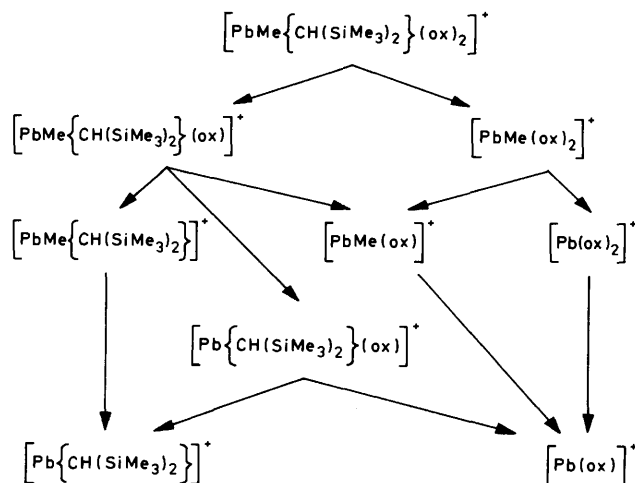 [PbMe{CH(SiMe₃)₂}(ox)₂]⁺
[PbMe{CH(SiMe₃)₂}(ox)]⁺
[PbMe(ox)₂]⁺
[PbMe{CH(SiMe₃)₂}]⁺
[PbMe(ox)]⁺
[Pb(ox)₂]⁺
[Pb{CH(SiMe₃)₂}(ox)]⁺
[Pb{CH(SiMe₃)₂}]⁺
[Pb(ox)]⁺